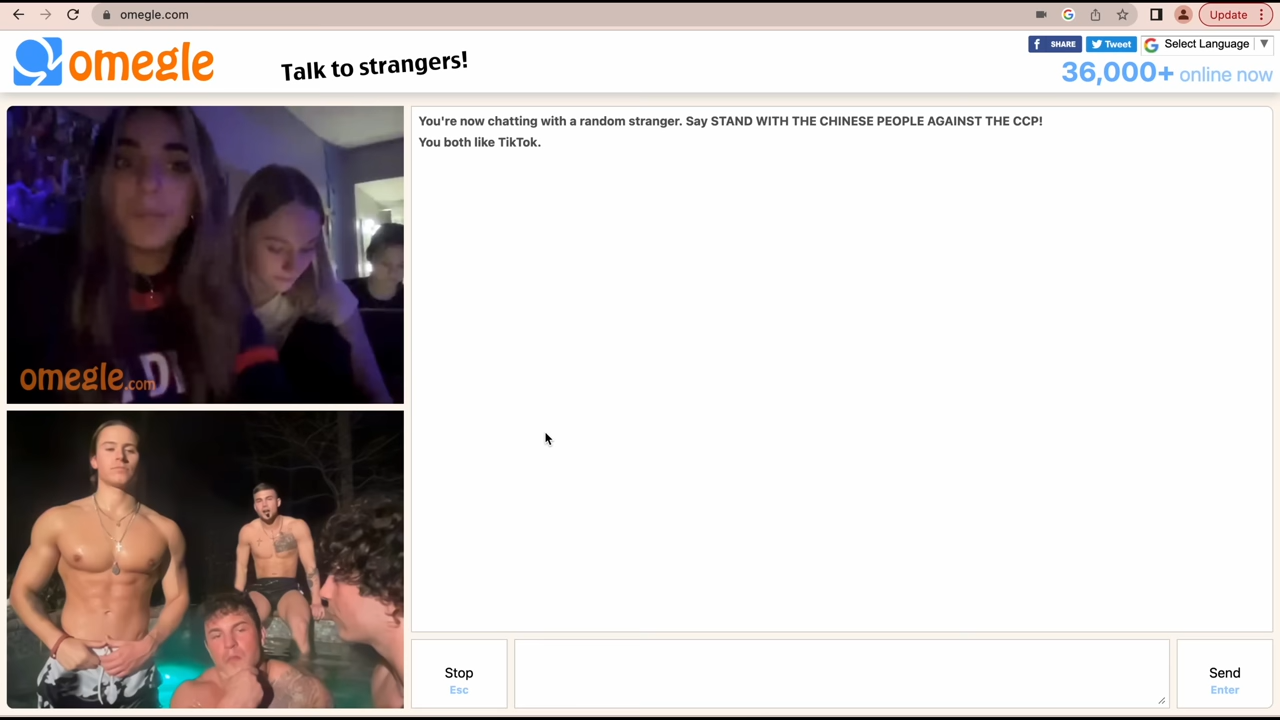 omegle.com
Update
omegle
Talk to strangers!
SHARE
Tweet
Select Language
36,000+ online now
You're now chatting with a random stranger. Say STAND WITH THE CHINESE PEOPLE AGAINST THE CCP!
You both like TikTok.
omegle.com
Stop
Esc
Send
Enter